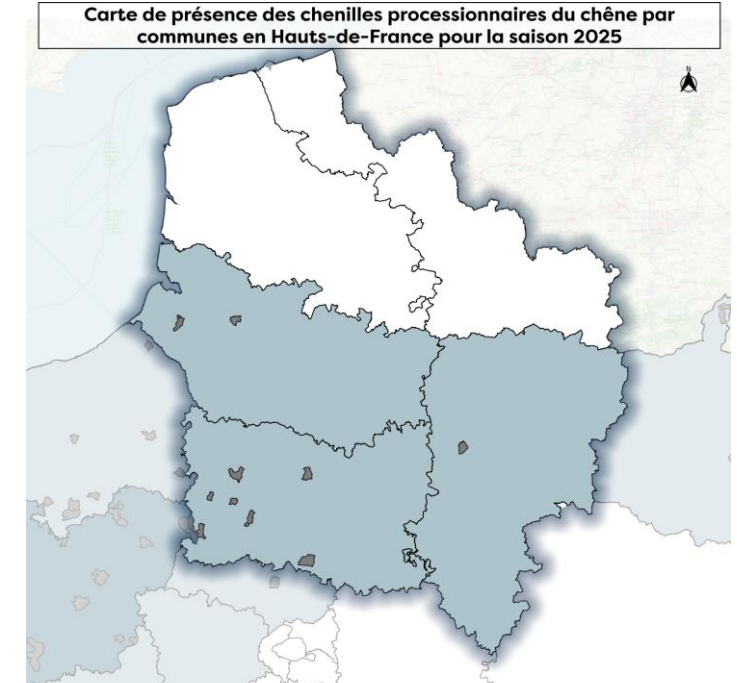 Carte de présence des chenilles processionnaires du chêne par
communes en Hauts-de-France pour la saison 2025
N